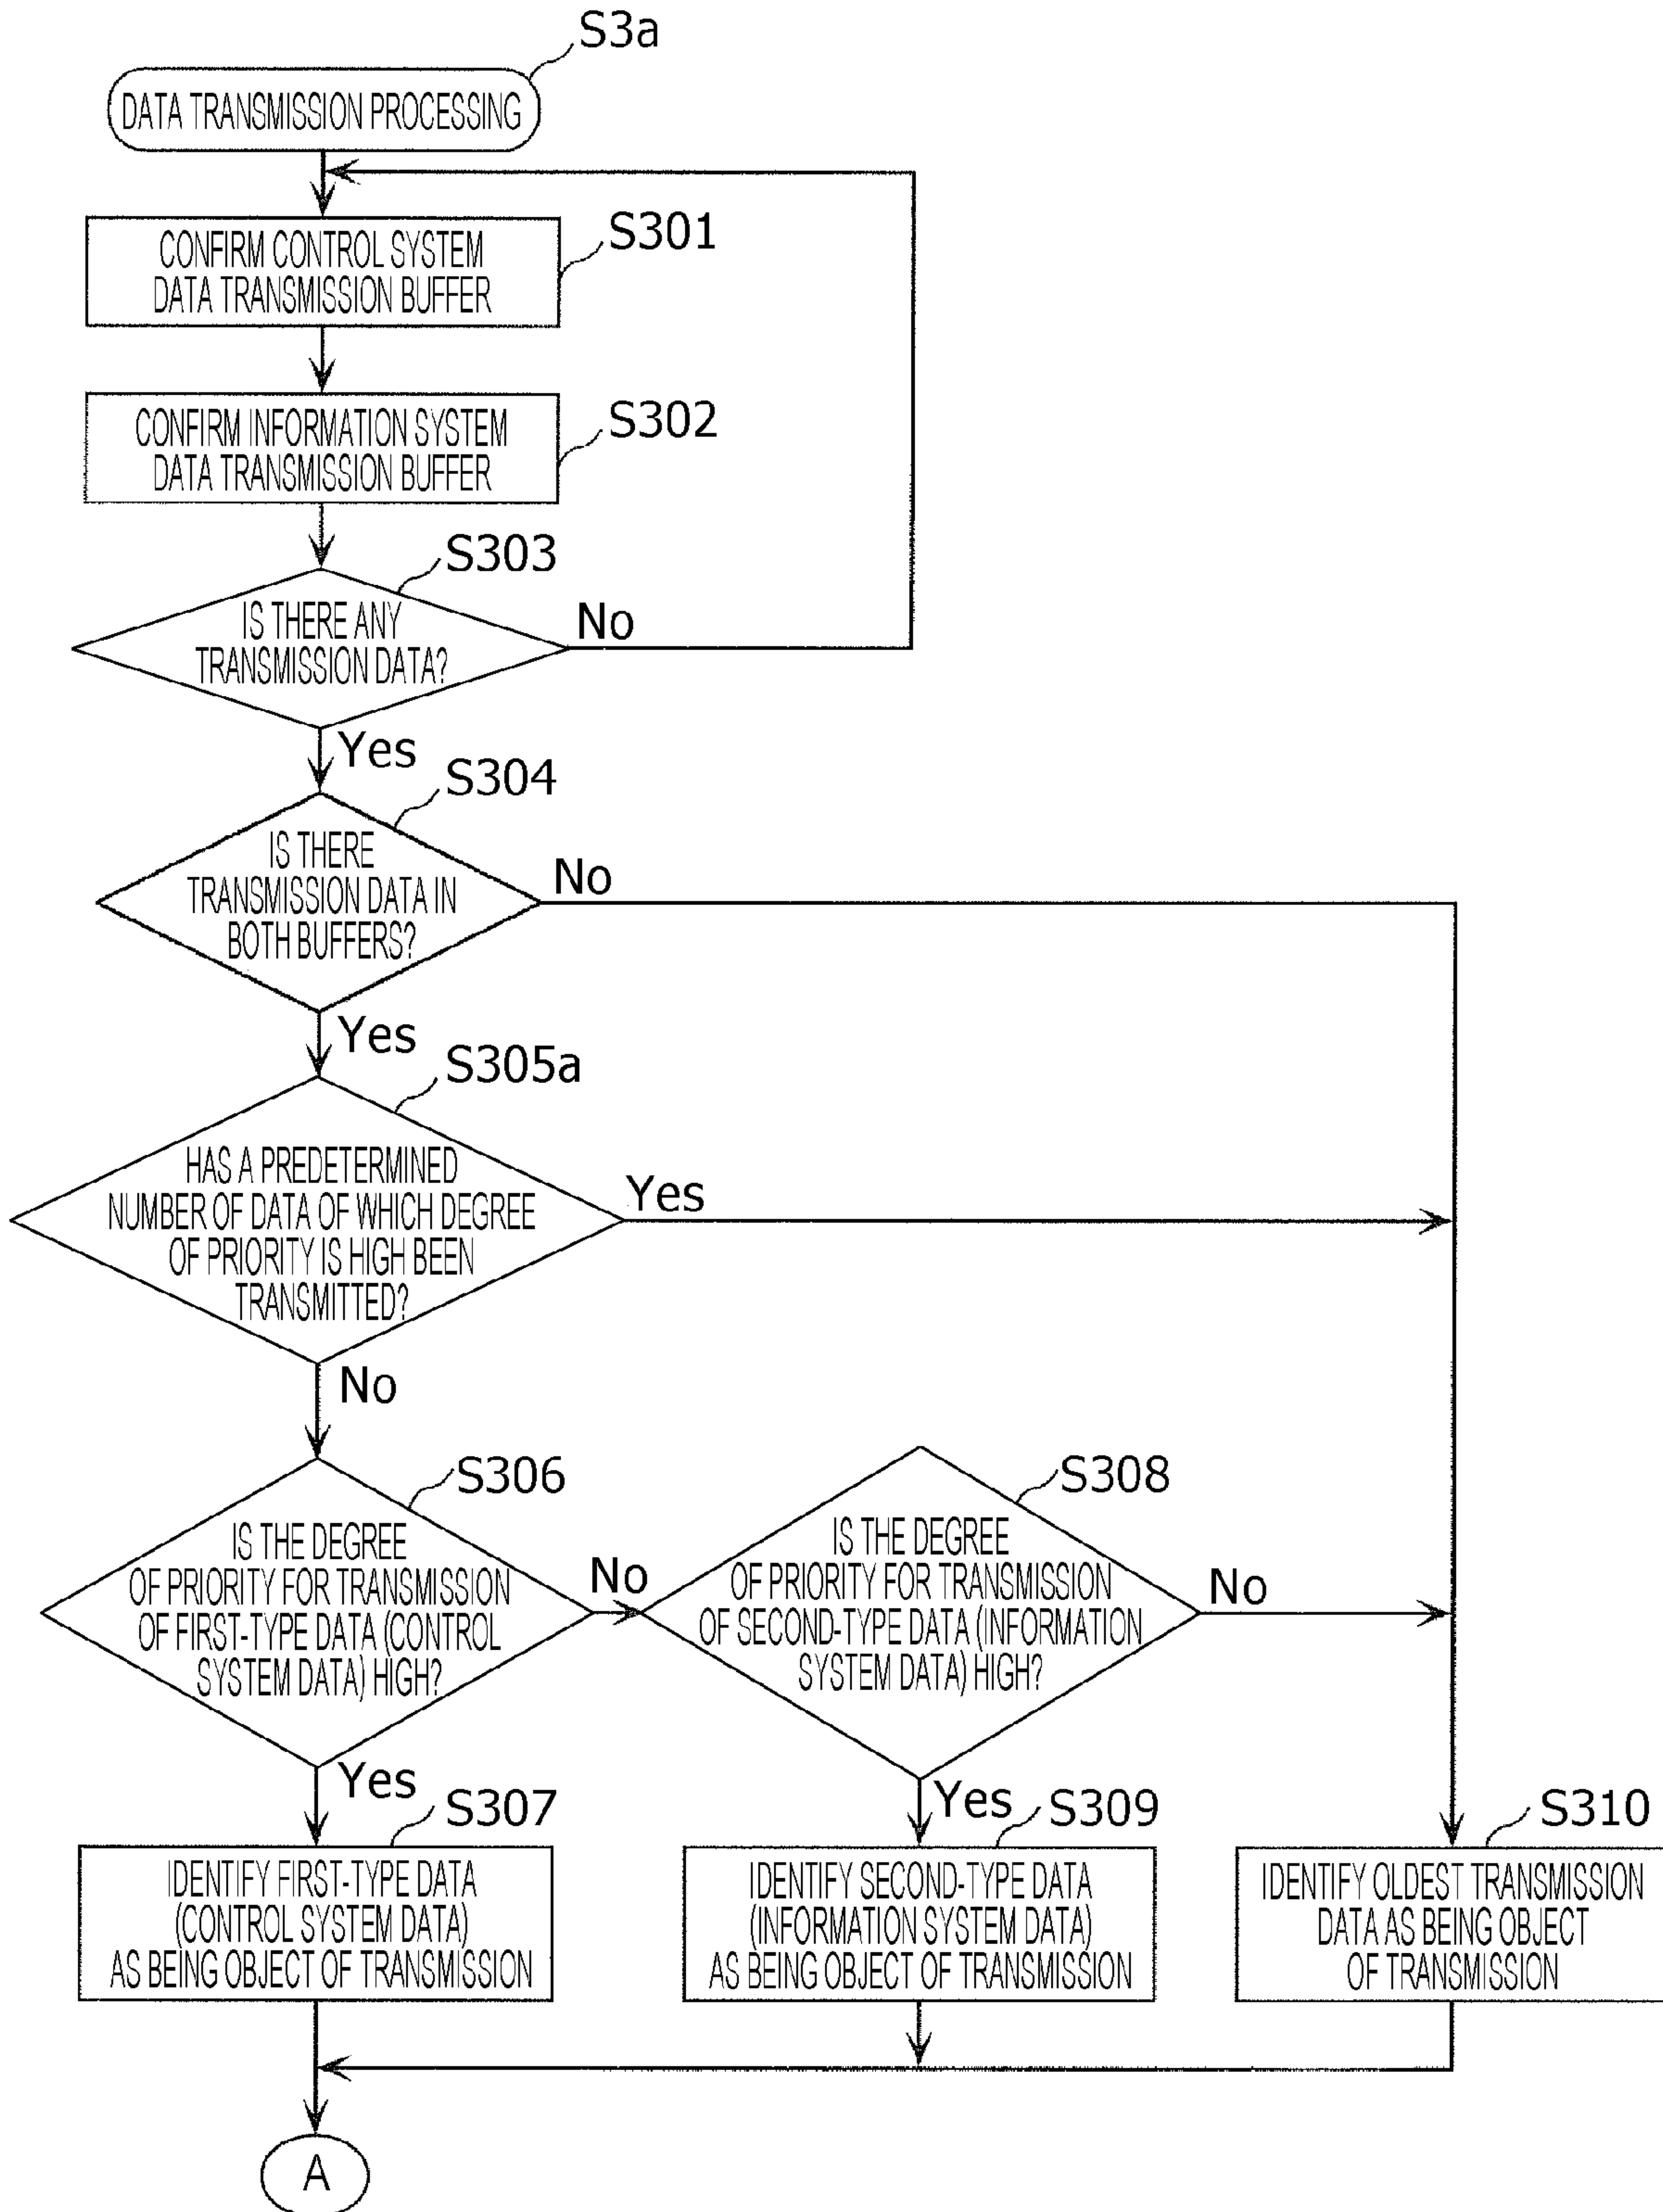 S3a
DATA TRANSMISSION PROCESSING
CONFIRM CONTROL SYSTEM
DATA TRANSMISSION BUFFER
S301
CONFIRM INFORMATION SYSTEM
DATA TRANSMISSION BUFFER
S302
S303
IS THERE ANY
TRANSMISSION DATA?
No
Yes
S304
IS THERE
TRANSMISSION DATA IN
BOTH BUFFERS?
No
Yes
S305a
HAS A PREDETERMINED
NUMBER OF DATA OF WHICH DEGREE
OF PRIORITY IS HIGH BEEN
TRANSMITTED?
Yes
No
S306
IS THE DEGREE
OF PRIORITY FOR TRANSMISSION
OF FIRST-TYPE DATA (CONTROL
SYSTEM DATA) HIGH?
No
Yes
S308
IS THE DEGREE
OF PRIORITY FOR TRANSMISSION
OF SECOND-TYPE DATA (INFORMATION
SYSTEM DATA) HIGH?
No
Yes
S307
IDENTIFY FIRST-TYPE DATA
(CONTROL SYSTEM DATA)
AS BEING OBJECT OF TRANSMISSION
S309
IDENTIFY SECOND-TYPE DATA
(INFORMATION SYSTEM DATA)
AS BEING OBJECT OF TRANSMISSION
S310
IDENTIFY OLDEST TRANSMISSION
DATA AS BEING OBJECT
OF TRANSMISSION
A